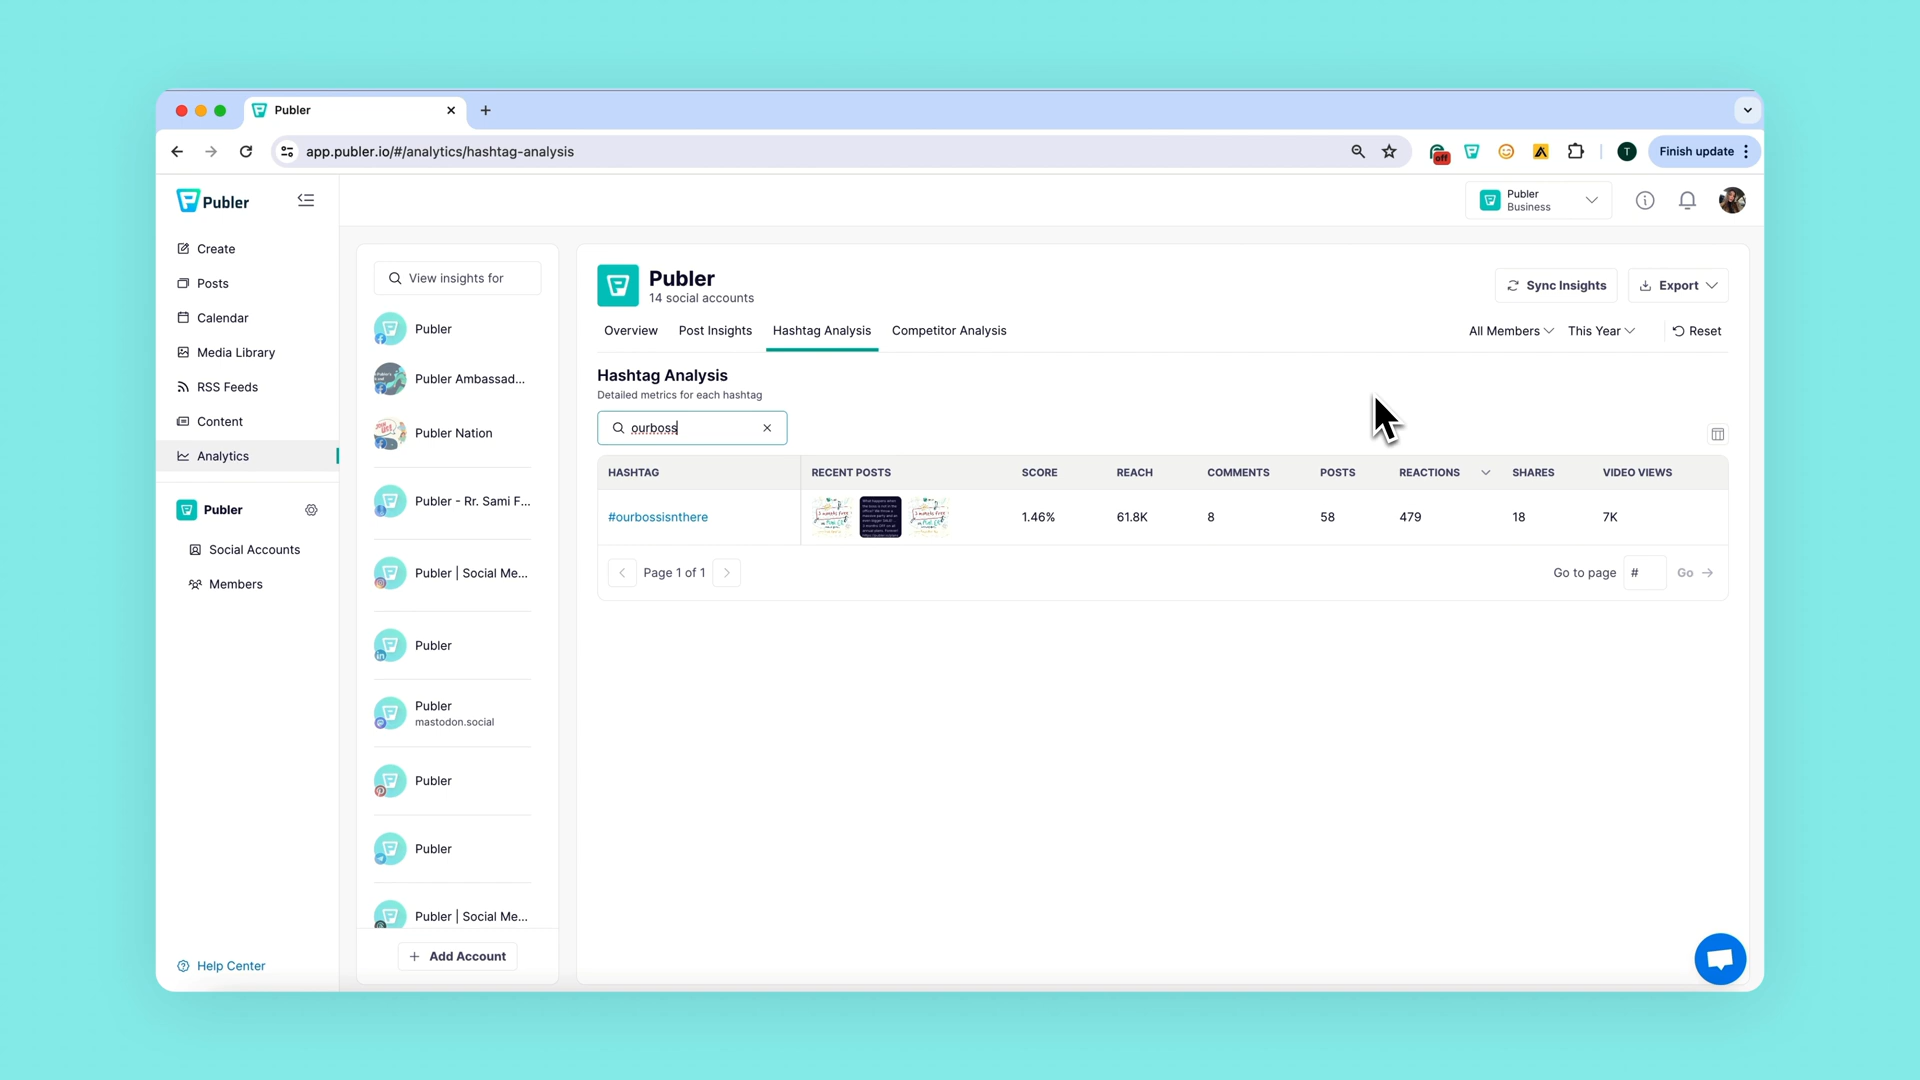 Publer
app.publer.io/#/analytics/hashtag-analysis
off
T
Finish update
Publer
Publer
Business
Create
Posts
Calendar
Media Library
RSS Feeds
Content
Analytics
Publer
Social Accounts
Members
Help Center
View insights for
Publer
Publer Ambassad...
Publer Nation
Publer - Rr. Sami F...
Publer | Social Me...
Publer
Publer
mastodon.social
Publer
Publer
Publer | Social Me...
Add Account
Publer
14 social accounts
Sync Insights
Export
Overview
Post Insights
Hashtag Analysis
Competitor Analysis
All Members
This Year
Reset
Hashtag Analysis
Detailed metrics for each hashtag
ourboss
HASHTAG RECENT POSTS SCORE REACH COMMENTS POSTS REACTIONS SHARES VIDEO VIEWS
#ourbossisnthere 1.46% 61.8K 8 58 479 18 7K
Page 1 of 1
Go to page # Go